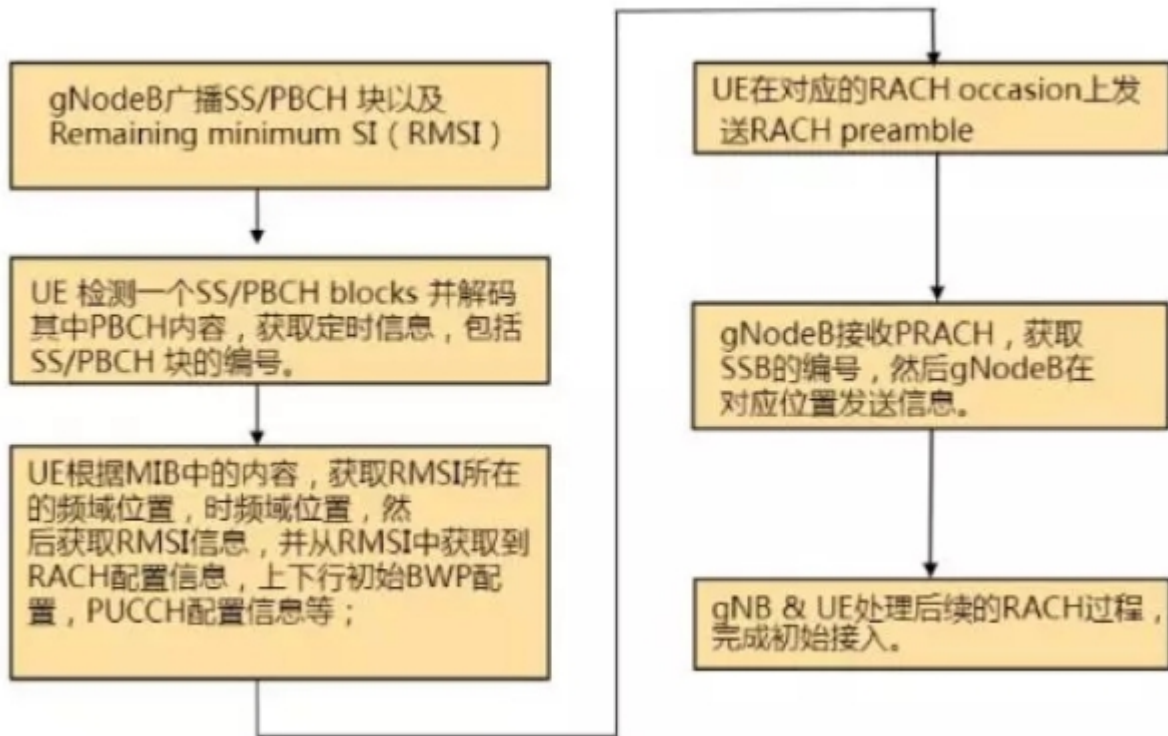 gNodeB广播SS/PBCH 块以及
Remaining minimum SI（RMSI）
UE 检测一个SS/PBCH blocks 并解码
其中PBCH内容，获取定时信息，包括
SS/PBCH 块的编号。
UE根据MIB中的内容，获取RMSI所在
的频域位置，时频域位置，然
后获取RMSI信息，并从RMSI中获取到
RACH配置信息，上下行初始BWP配
置，PUCCH配置信息等；
UE在对应的RACH occasion上发
送RACH preamble
gNodeB接收PRACH，获取
SSB的编号，然后gNodeB在
对应位置发送信息。
gNB & UE处理后续的RACH过程，
完成初始接入。